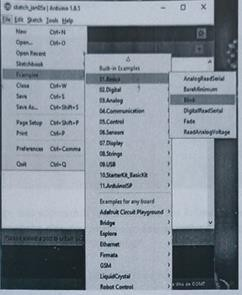 sketch_jan05a | Arduino 1.8.5
File Edit Sketch Tools Help
New Ctrl+N
Open... Ctrl+O
Open Recent
Sketchbook
Examples
Close Ctrl+W
Save Ctrl+S
Save As... Ctrl+Shift+S
Page Setup Ctrl+Shift+P
Print Ctrl+P
Preferences Ctrl+Comma
Quit Ctrl+Q
Built-in Examples
01.Basics
02.Digital
03.Analog
04.Communication
05.Control
06.Sensors
07.Display
08.Strings
09.USB
10.StarterKit_BasicKit
11.ArduinoISP
Examples for any board
Adafruit Circuit Playground
Bridge
Esplora
Ethernet
Firmata
GSM
LiquidCrystal
Robot Control
AnalogReadSerial
BareMinimum
Blink
DigitalReadSerial
Fade
ReadAnalogVoltage